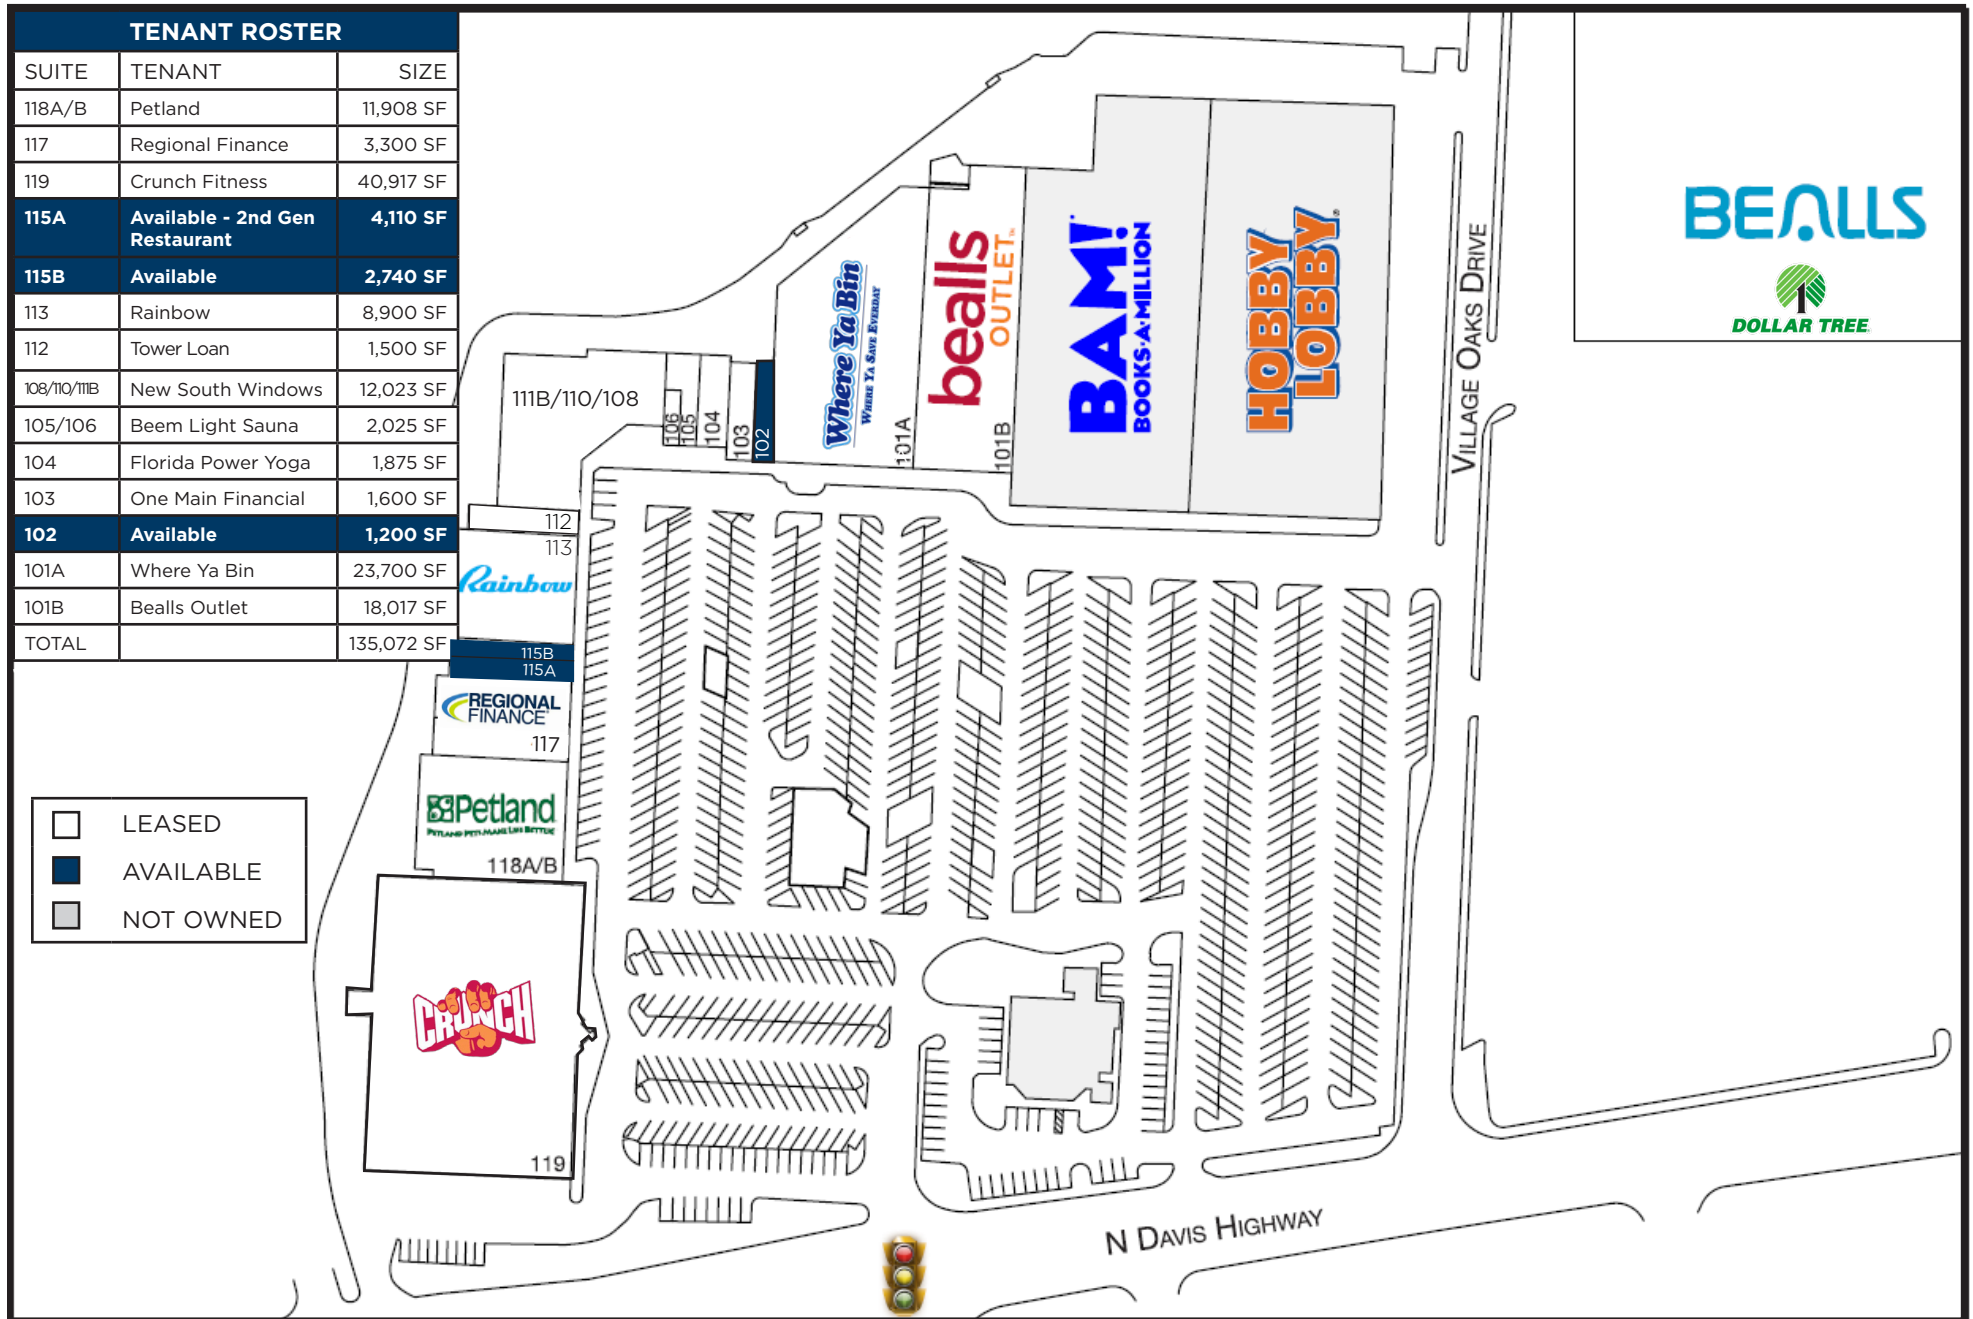 TENANT ROSTER
SUITE TENANT SIZE
118A/B Petland 11,908 SF
117 Regional Finance 3,300 SF
119 Crunch Fitness 40,917 SF
115A Available - 2nd Gen Restaurant 4,110 SF
115B Available 2,740 SF
113 Rainbow 8,900 SF
112 Tower Loan 1,500 SF
108/110/111B New South Windows 12,023 SF
105/106 Beem Light Sauna 2,025 SF
104 Florida Power Yoga 1,875 SF
103 One Main Financial 1,600 SF
102 Available 1,200 SF
101A Where Ya Bin 23,700 SF
101B Bealls Outlet 18,017 SF
TOTAL 135,072 SF
LEASED
AVAILABLE
NOT OWNED
111B/110/108
106
105
104
103
102
Where Ya Bin
Where Ya Save Everday
101A
bealls
OUTLET
101B
BAM!
BOOKS·A·MILLION
HOBBY
LOBBY
VILLAGE OAKS DRIVE
BEALLS
DOLLAR TREE
112
113
Rainbow
115B
115A
REGIONAL
FINANCE
117
Petland
PETLAND PETS MAKE LIFE BETTER!
118A/B
CRUNCH
119
N DAVIS HIGHWAY